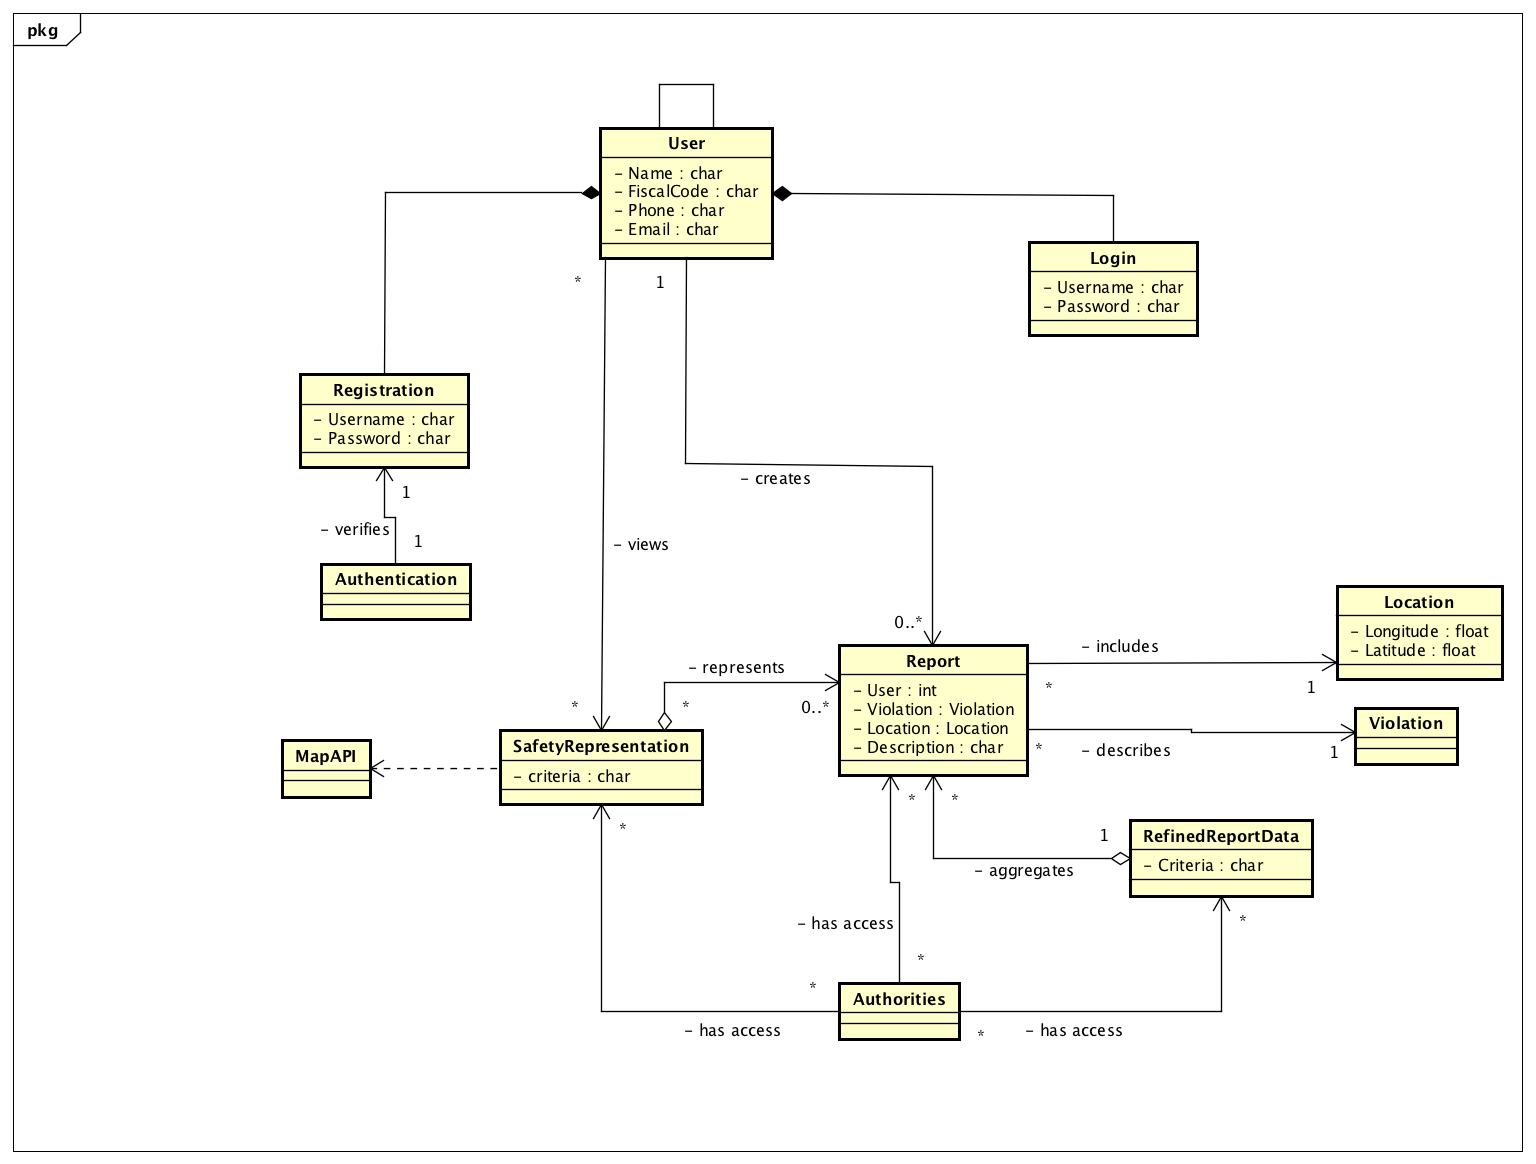 pkg
User
- Name : char
- FiscalCode : char
- Phone : char
- Email : char
Login
- Username : char
- Password : char
*
1
Registration
- Username : char
- Password : char
- creates
1
- verifies
1
- views
Authentication
Location
- Longitude : float
- Latitude : float
0..*
- includes
Report
- User : int
- Violation : Violation
- Location : Location
- Description : char
- represents
*
1
*
*
0..*
Violation
SafetyRepresentation
- criteria : char
*
- describes
1
MapAPI
*
*
*
1
RefinedReportData
- Criteria : char
- aggregates
- has access
*
*
*
Authorities
- has access
*
- has access